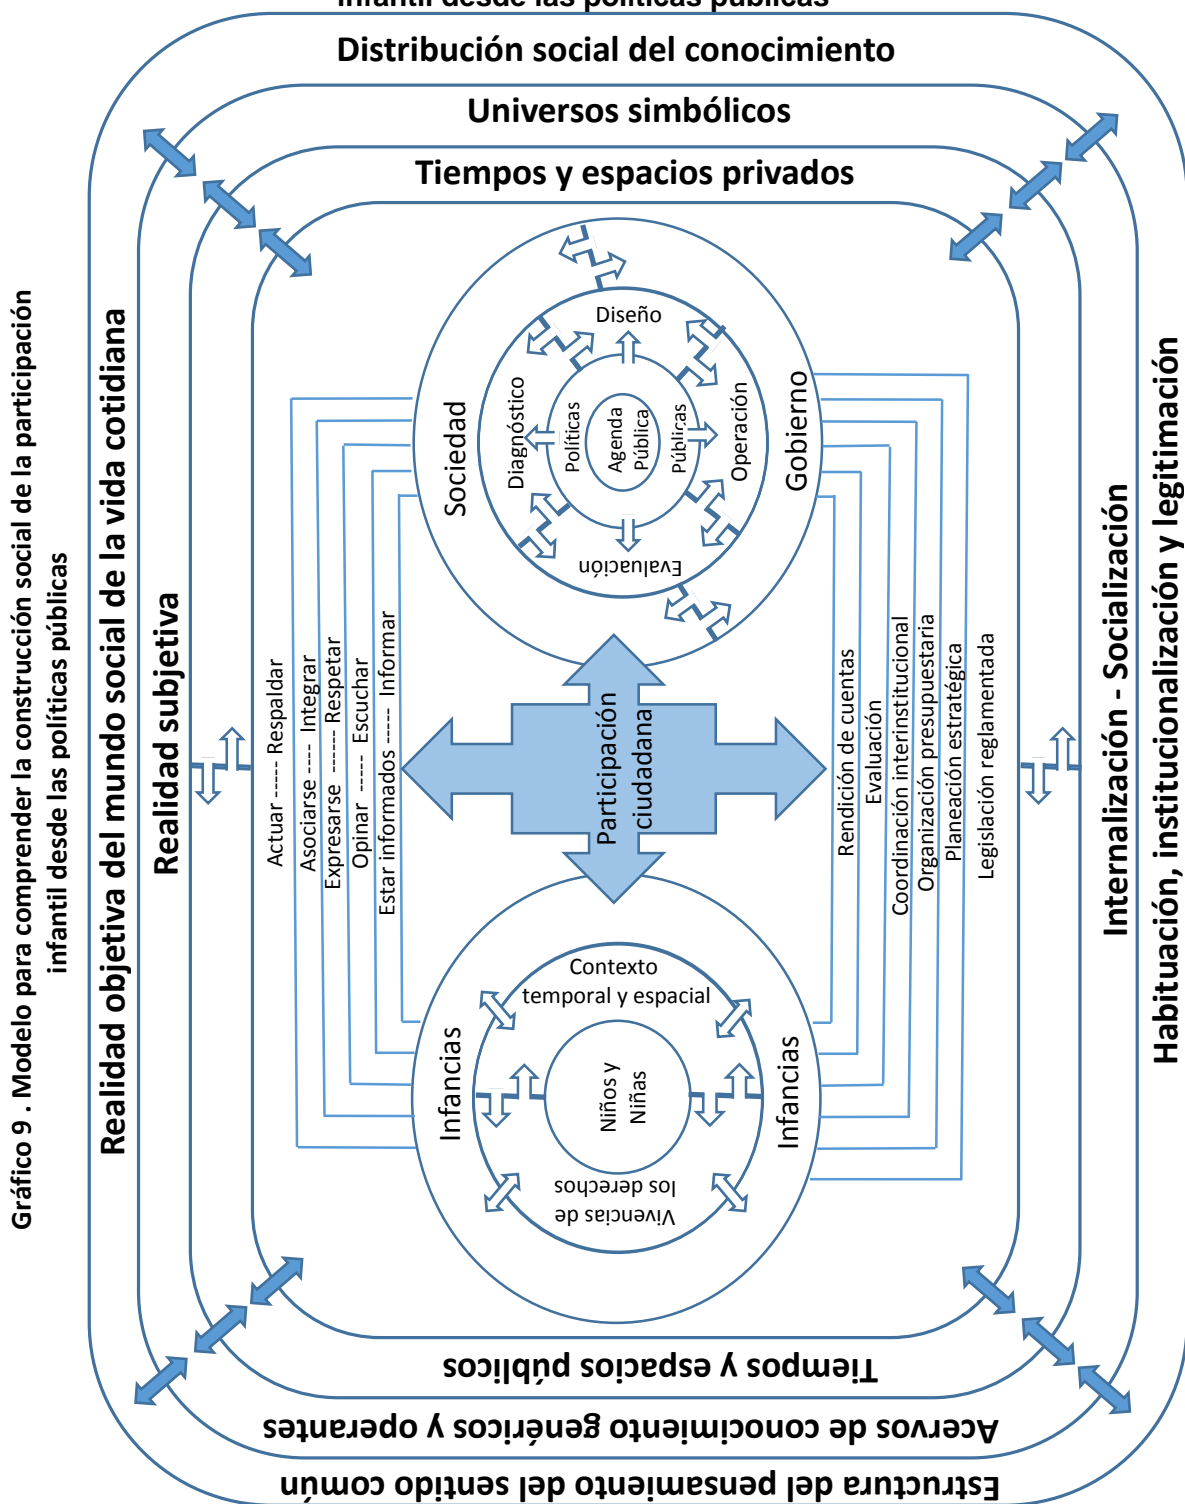 infantil desde las políticas públicas
Gráfico 9 . Modelo para comprender la construcción social de la participación
infantil desde las políticas públicas
Distribución social del conocimiento
Universos simbólicos
Tiempos y espacios privados
Realidad objetiva del mundo social de la vida cotidiana
Realidad subjetiva
Actuar ----- Respaldar
Asociarse ---- Integrar
Expresarse ------- Respetar
Opinar ----- Escuchar
Estar informados ----- Informar
Sociedad
Diagnóstico
Diseño
Políticas
Agenda
Pública
Públicas
Operación
Evaluación
Gobierno
Participación
ciudadana
Infancias
Contexto
temporal y espacial
Niños y
Niñas
Vivencias de
los derechos
Infancias
Rendición de cuentas
Evaluación
Coordinación interinstitucional
Organización presupuestaria
Planeación estratégica
Legislación reglamentada
Internalización - Socialización
Habituación, institucionalización y legitimación
Tiempos y espacios públicos
Acervos de conocimiento genéricos y operantes
Estructura del pensamiento del sentido común